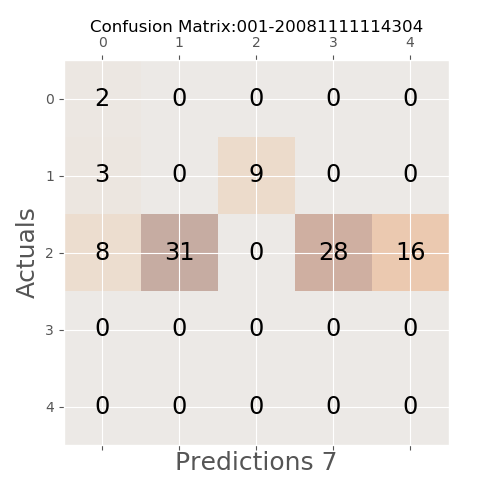 Confusion Matrix:001-20081111114304
0 1 2 3 4
0 2 0 0 0 0
1 3 0 9 0 0
2 8 31 0 28 16
3 0 0 0 0 0
4 0 0 0 0 0
Actuals
Predictions 7